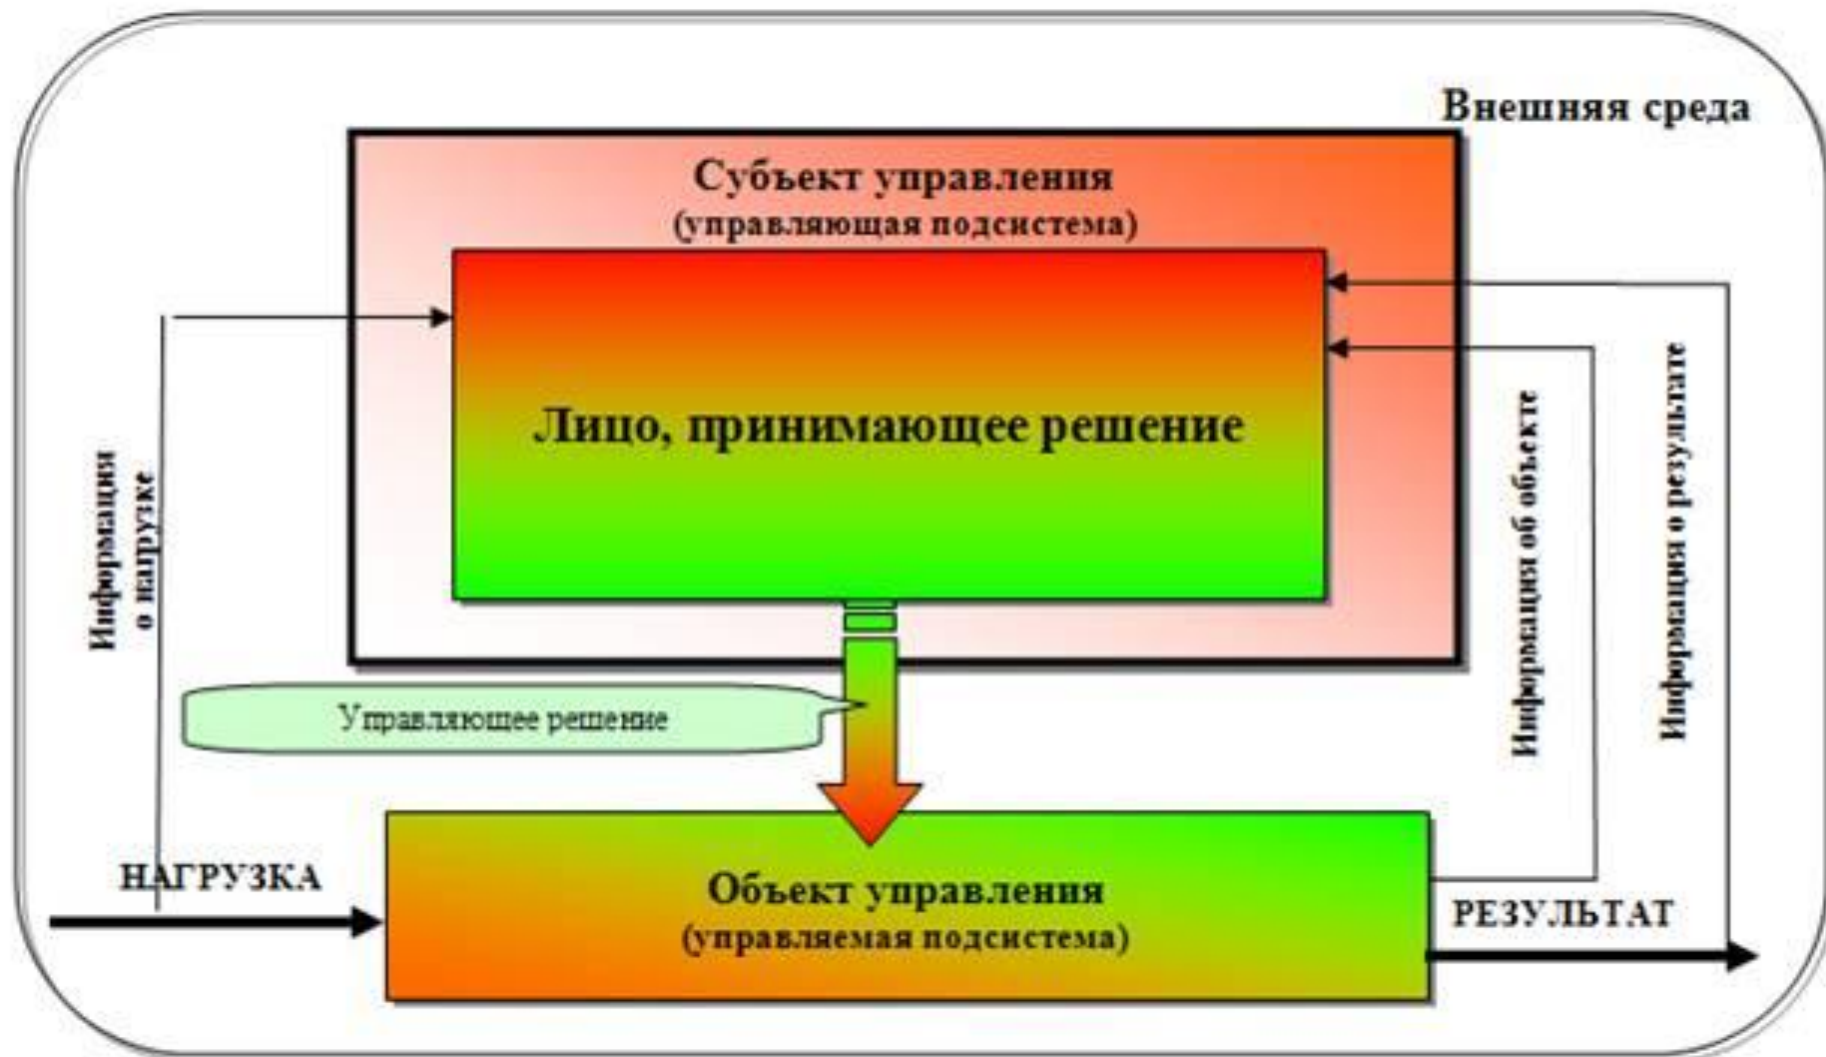 Внешняя среда
Субъект управления
(управляющая подсистема)
Лицо, принимающее решение
Информация
о нагрузке
Информация об объекте
Информация о результате
Управляющее решение
НАГРУЗКА
Объект управления
(управляемая подсистема)
РЕЗУЛЬТАТ